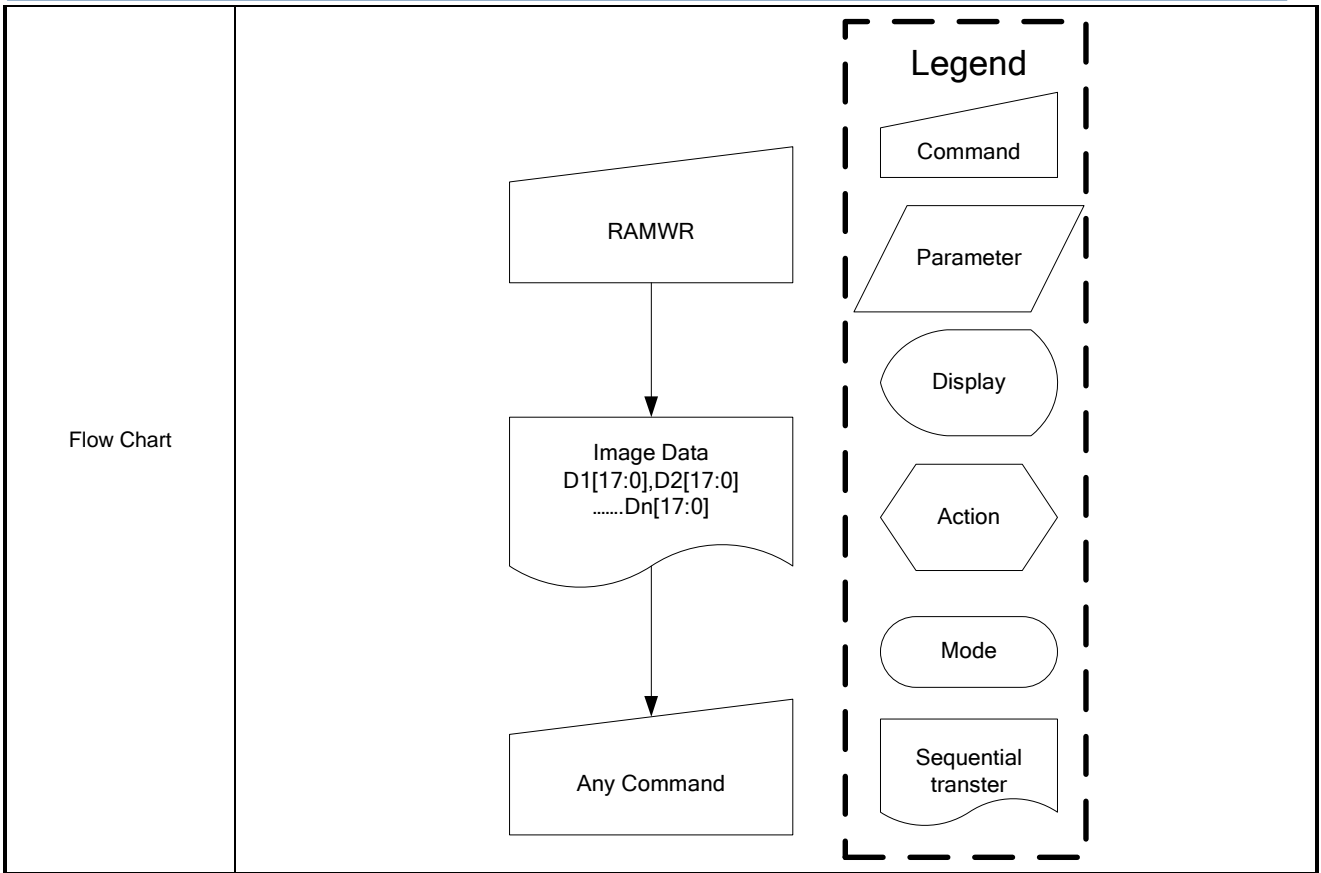 Flow Chart
RAMWR
Image Data
D1[17:0],D2[17:0]
.......Dn[17:0]
Any Command
Legend
Command
Parameter
Display
Action
Mode
Sequential
transter